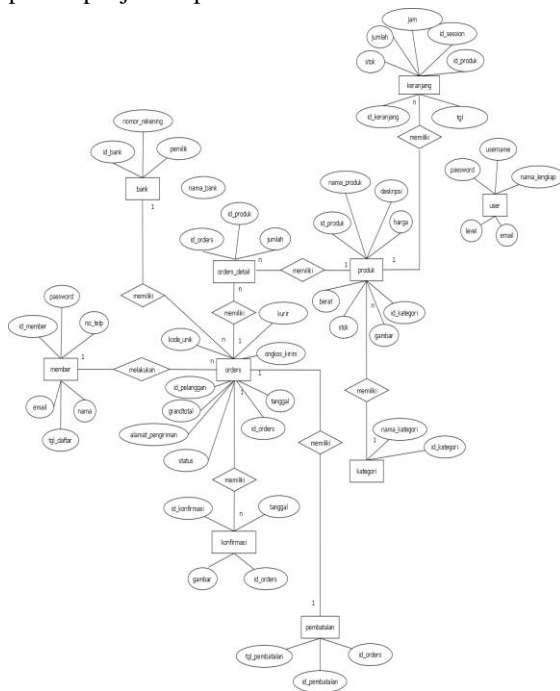 jam
jumlah
id_session
stok
id_produk
keranjang
n
id_keranjang
tgl
nomor_rekening
memiliki
id_bank
pemilik
username
password
nama_lengkap
bank
nama_bank
nama_produk
deskripsi
user
1
id_produk
id_produk
harga
level
email
id_orders
jumlah
n
1
1
orders_detail
memiliki
produk
n
password
memiliki
memiliki
kurir
berat
n
id_kategori
id_member
no_telp
stok
gambar
kode_unik
n
1
ongkos_kirim
1
n
1
member
melakukan
orders
id_pelanggan
1
1
tanggal
memiliki
email
nama
grandtotal
id_orders
nama_kategori
tgl_daftar
alamat_pengiriman
memiliki
1
id_kategori
status
kategori
memiliki
id_konfirmasi
tanggal
n
konfirmasi
gambar
id_orders
1
pembatalan
tgl_pembatalan
id_orders
id_pembatalan